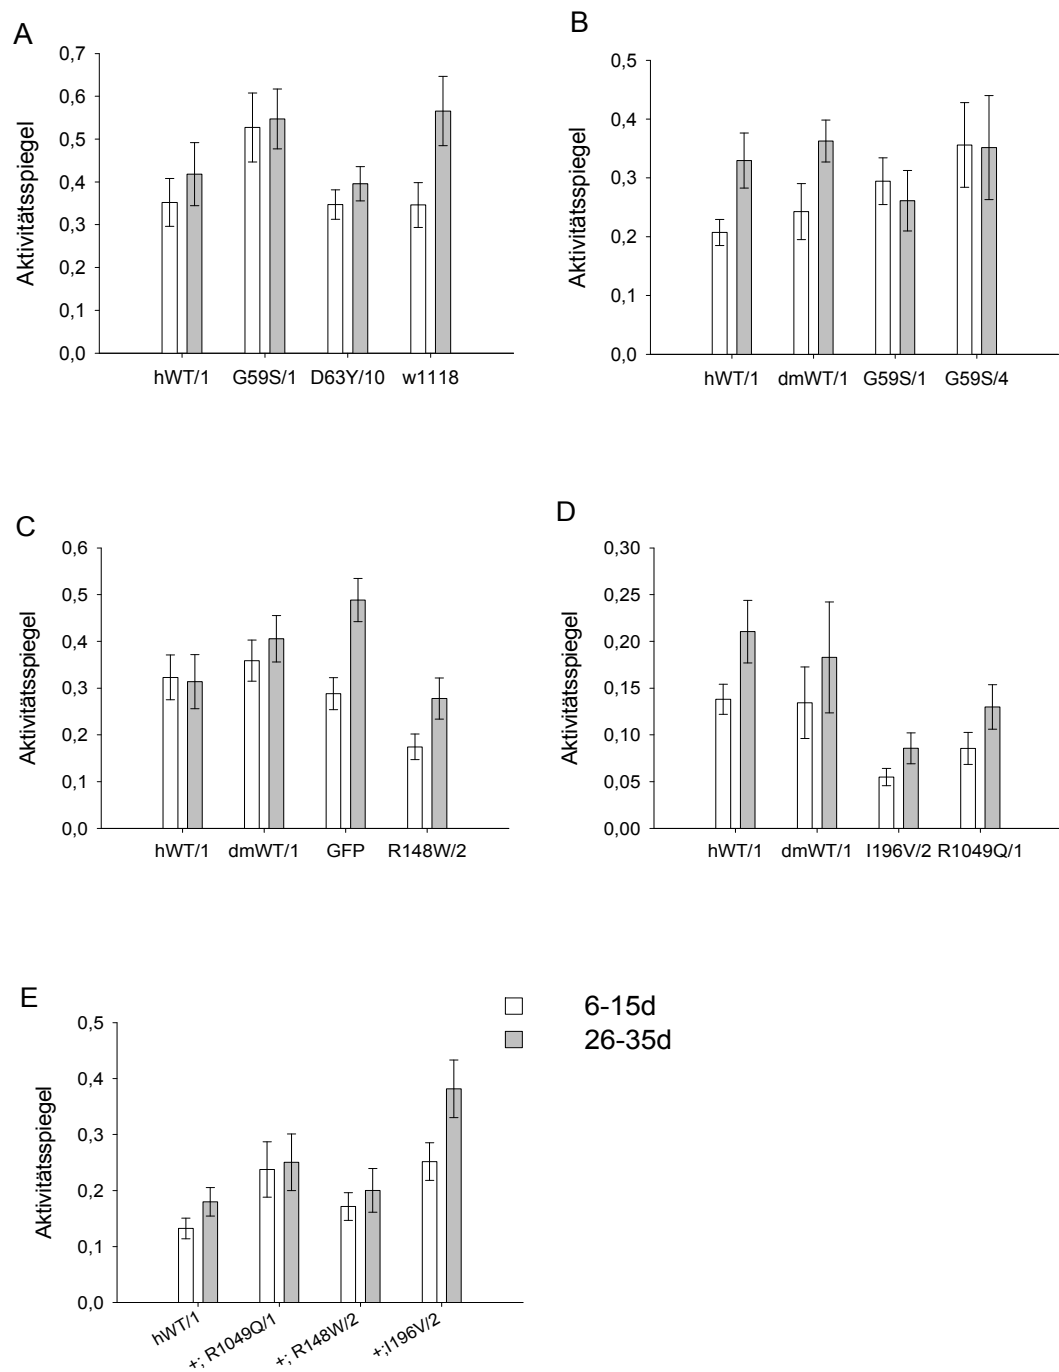 A
Aktivitätsspiegel
0,7
0,6
0,5
0,4
0,3
0,2
0,1
0,0
hWT/1 G59S/1 D63Y/10 w1118
B
Aktivitätsspiegel
0,5
0,4
0,3
0,2
0,1
0,0
hWT/1 dmWT/1 G59S/1 G59S/4
C
Aktivitätsspiegel
0,6
0,5
0,4
0,3
0,2
0,1
0,0
hWT/1 dmWT/1 GFP R148W/2
D
Aktivitätsspiegel
0,30
0,25
0,20
0,15
0,10
0,05
0,00
hWT/1 dmWT/1 I196V/2 R1049Q/1
E
Aktivitätsspiegel
0,5
0,4
0,3
0,2
0,1
0,0
hWT/1
+; R1049Q/1
+; R148W/2
+;I196V/2
6-15d
26-35d